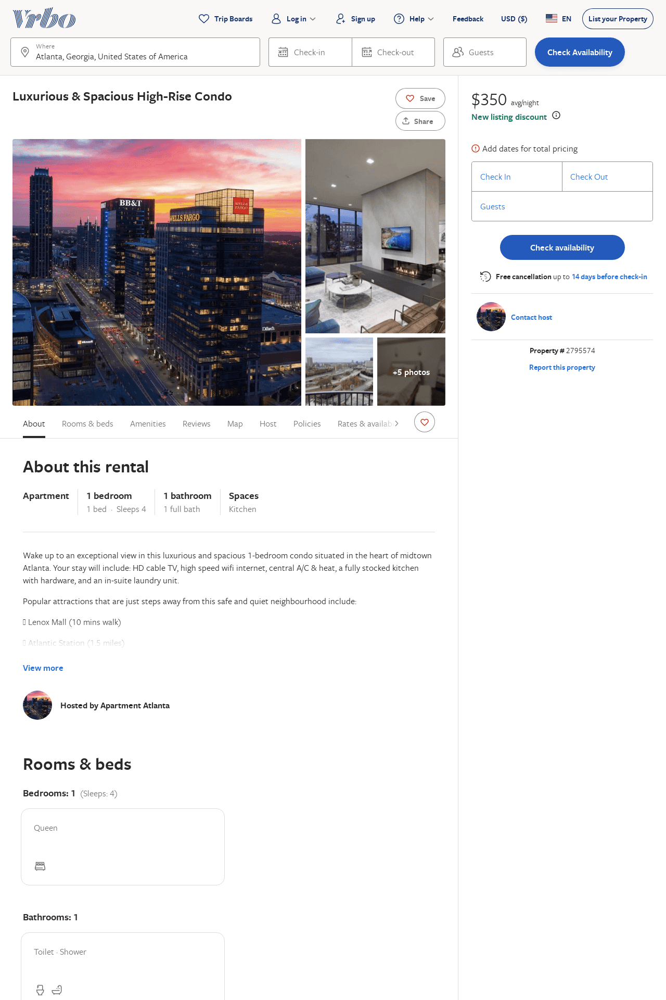 Vrbo
Trip Boards
Log in
Sign up
Help
Feedback
USD ($)
EN
List your Property
Where
Atlanta, Georgia, United States of America
Check-in
Check-out
Guests
Check Availability
Luxurious & Spacious High-Rise Condo
Save
Share
$350 avg/night
New listing discount
Add dates for total pricing
Check In
Check Out
Guests
Check availability
Free cancellation up to 14 days before check-in
Contact host
Property # 2795574
Report this property
BB&T
WELLS FARGO
WELLS FARGO
Dillard's
Microsoft
+5 photos
About
Rooms & beds
Amenities
Reviews
Map
Host
Policies
Rates & availab
About this rental
Apartment
1 bedroom
1 bed · Sleeps 4
1 bathroom
1 full bath
Spaces
Kitchen
Wake up to an exceptional view in this luxurious and spacious 1-bedroom condo situated in the heart of midtown
Atlanta. Your stay will include: HD cable TV, high speed wifi internet, central A/C & heat, a fully stocked kitchen
with hardware, and an in-suite laundry unit.
Popular attractions that are just steps away from this safe and quiet neighbourhood include:
Lenox Mall (10 mins walk)
Atlantic Station (1.5 miles)
View more
Hosted by Apartment Atlanta
Rooms & beds
Bedrooms: 1 (Sleeps: 4)
Queen
Bathrooms: 1
Toilet · Shower